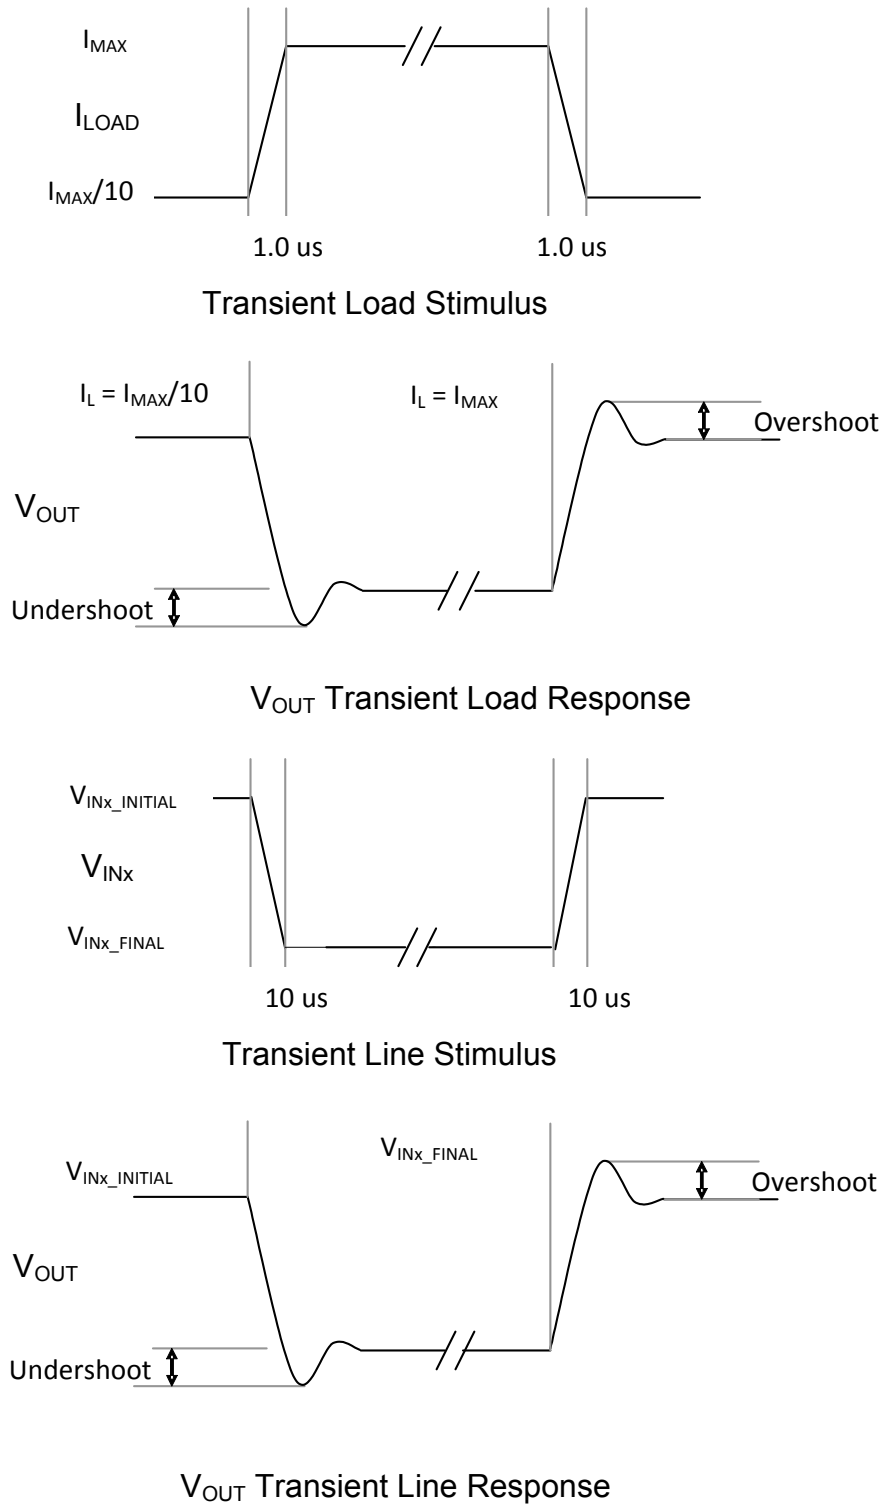 I_MAX
I_LOAD
I_MAX/10
1.0 us 1.0 us
Transient Load Stimulus
I_L = I_MAX/10 I_L = I_MAX
Overshoot
V_OUT
Undershoot
V_OUT Transient Load Response
V_INx_INITIAL
V_INx
V_INx_FINAL
10 us 10 us
Transient Line Stimulus
V_INx_INITIAL V_INx_FINAL
Overshoot
V_OUT
Undershoot
V_OUT Transient Line Response